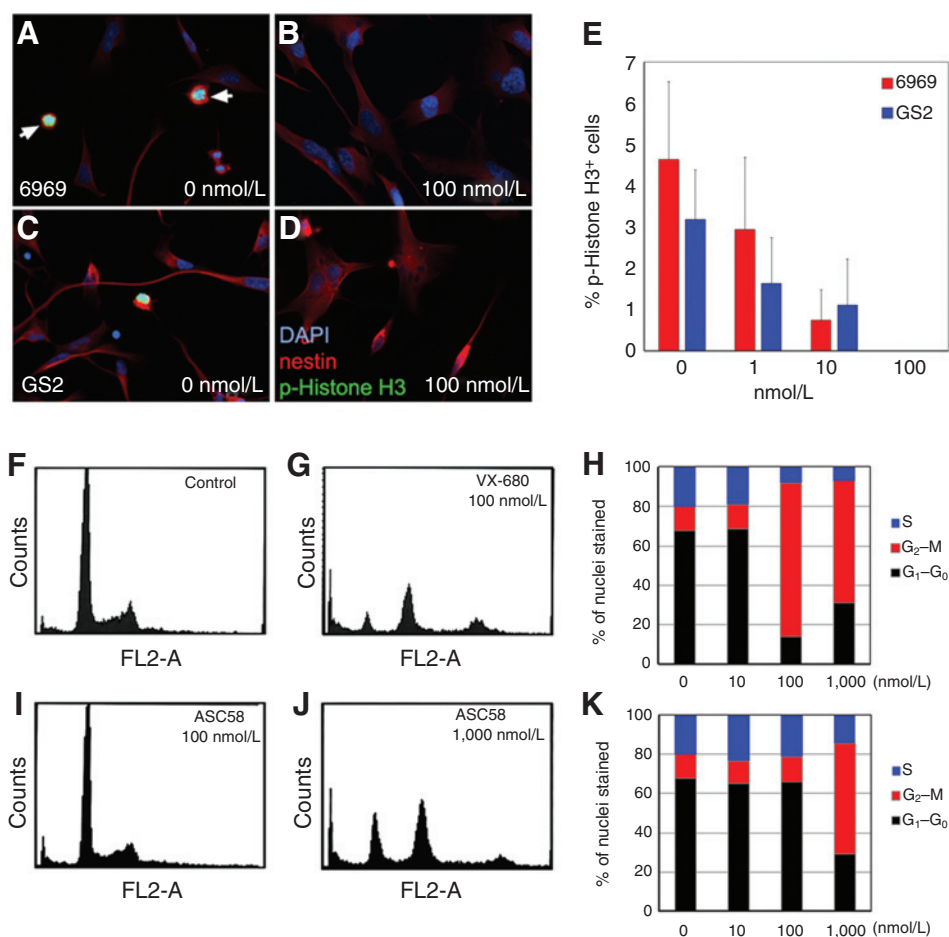 A
6969
0 nmol/L
B
100 nmol/L
C
GS2
0 nmol/L
D
DAPI
nestin
p-Histone H3
100 nmol/L
E
% p-Histone H3+ cells
7
6
5
4
3
2
1
0
6969
GS2
0
1
10
100
nmol/L
F
Counts
Control
FL2-A
G
Counts
VX-680
100 nmol/L
FL2-A
H
% of nuclei stained
100
80
60
40
20
0
S
G2–M
G1–G0
0
10
100
1,000
(nmol/L)
I
Counts
ASC58
100 nmol/L
FL2-A
J
Counts
ASC58
1,000 nmol/L
FL2-A
K
% of nuclei stained
100
80
60
40
20
0
S
G2–M
G1–G0
0
10
100
1,000
(nmol/L)